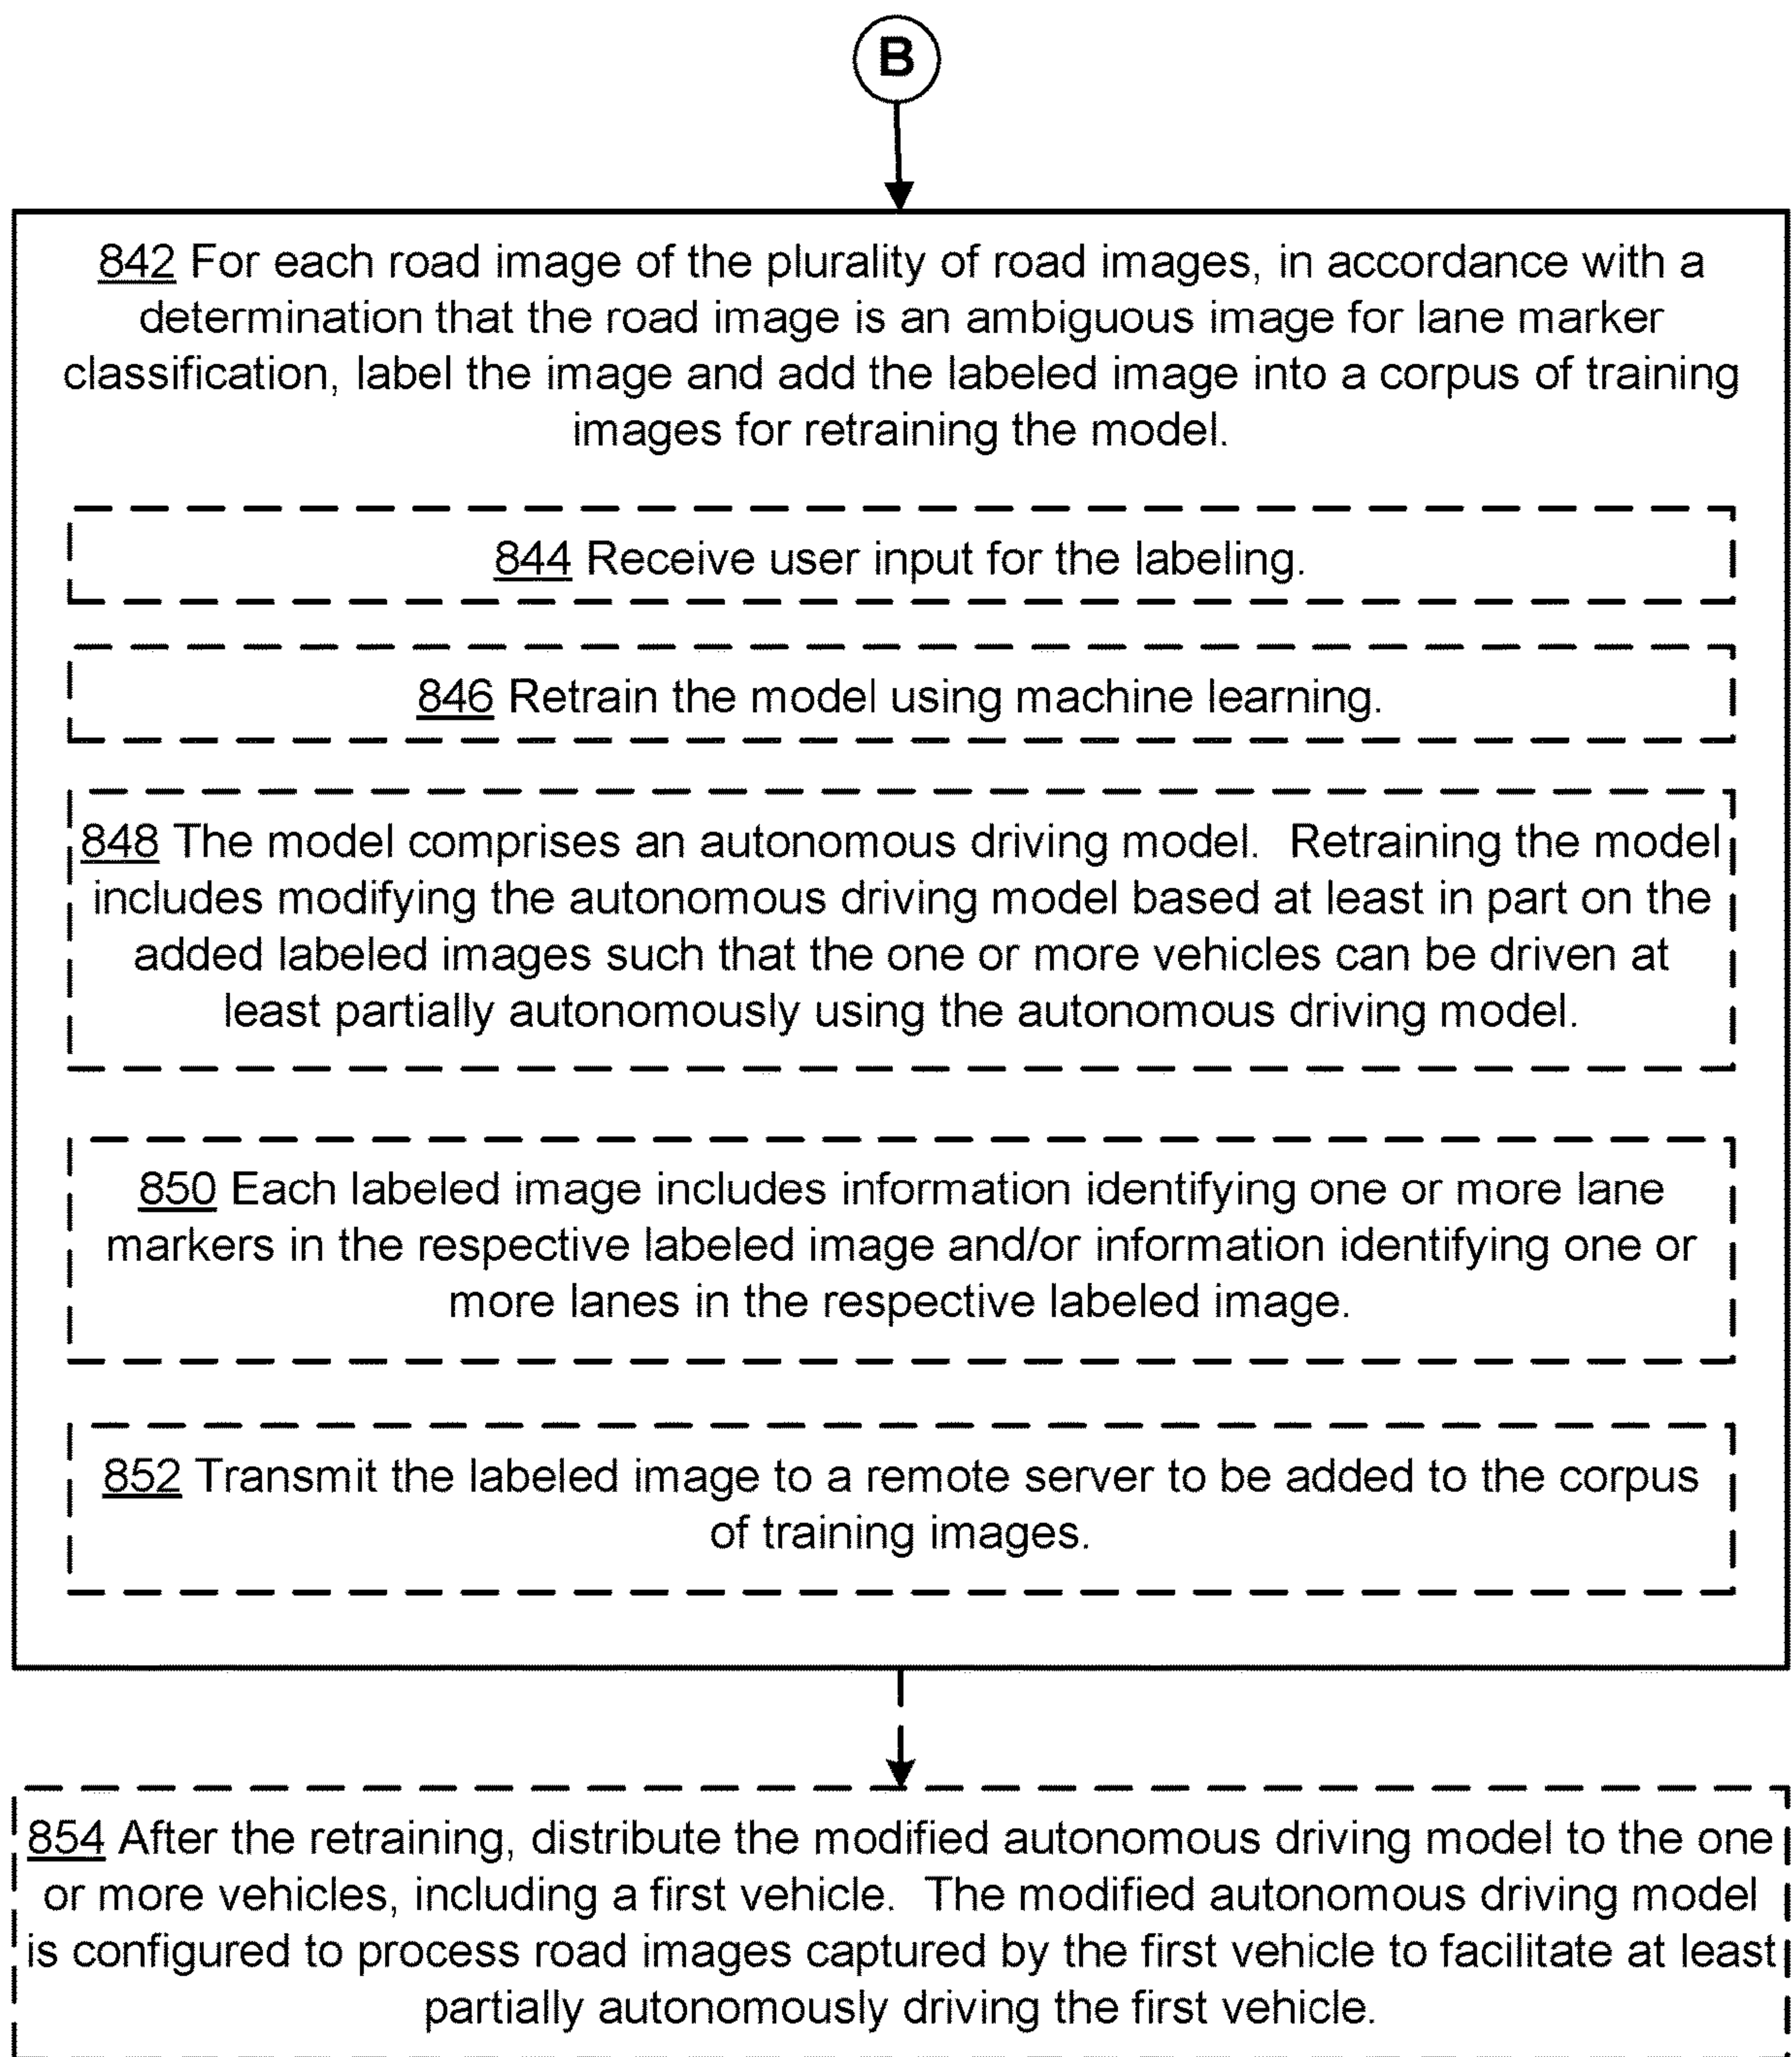 B
842 For each road image of the plurality of road images, in accordance with a
determination that the road image is an ambiguous image for lane marker
classification, label the image and add the labeled image into a corpus of training
images for retraining the model.
844 Receive user input for the labeling.
846 Retrain the model using machine learning.
848 The model comprises an autonomous driving model. Retraining the model
includes modifying the autonomous driving model based at least in part on the
added labeled images such that the one or more vehicles can be driven at
least partially autonomously using the autonomous driving model.
850 Each labeled image includes information identifying one or more lane
markers in the respective labeled image and/or information identifying one or
more lanes in the respective labeled image.
852 Transmit the labeled image to a remote server to be added to the corpus
of training images.
854 After the retraining, distribute the modified autonomous driving model to the one
or more vehicles, including a first vehicle. The modified autonomous driving model
is configured to process road images captured by the first vehicle to facilitate at least
partially autonomously driving the first vehicle.